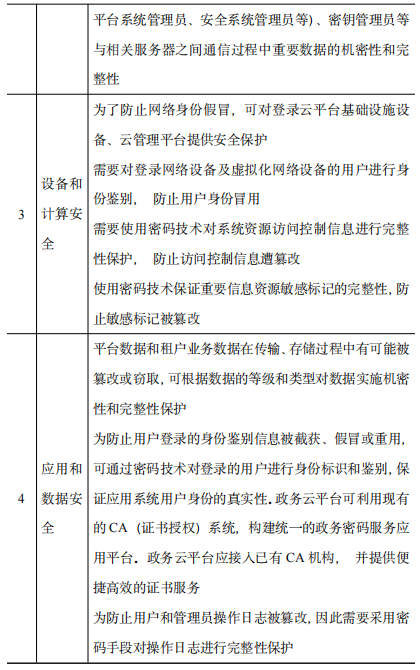 平台系统管理员、安全系统管理员等)、密钥管理员等
与相关服务器之间通信过程中重要数据的机密性和完
整性
3
设备和
计算安
全
为了防止网络身份假冒,可对登录云平台基础设施设
备、云管理平台提供安全保护
需要对登录网络设备及虚拟化网络设备的用户进行身
份鉴别, 防止用户身份冒用
需要使用密码技术对系统资源访问控制信息进行完整
性保护, 防止访问控制信息遭篡改
使用密码技术保证重要信息资源敏感标记的完整性,防
止敏感标记被篡改
4
应用和
数据安
全
平台数据和租户业务数据在传输、存储过程中有可能被
篡改或窃取,可根据数据的等级和类型对数据实施机密
性和完整性保护
为防止用户登录的身份鉴别信息被截获、假冒或重用,
可通过密码技术对登录的用户进行身份标识和鉴别,保
证应用系统用户身份的真实性.政务云平台可利用现有
的 CA (证书授权) 系统, 构建统一的政务密码服务应
用平台. 政务云平台应接入已有 CA 机构, 并提供便
捷高效的证书服务
为防止用户和管理员操作日志被篡改,因此需要采用密
码手段对操作日志进行完整性保护